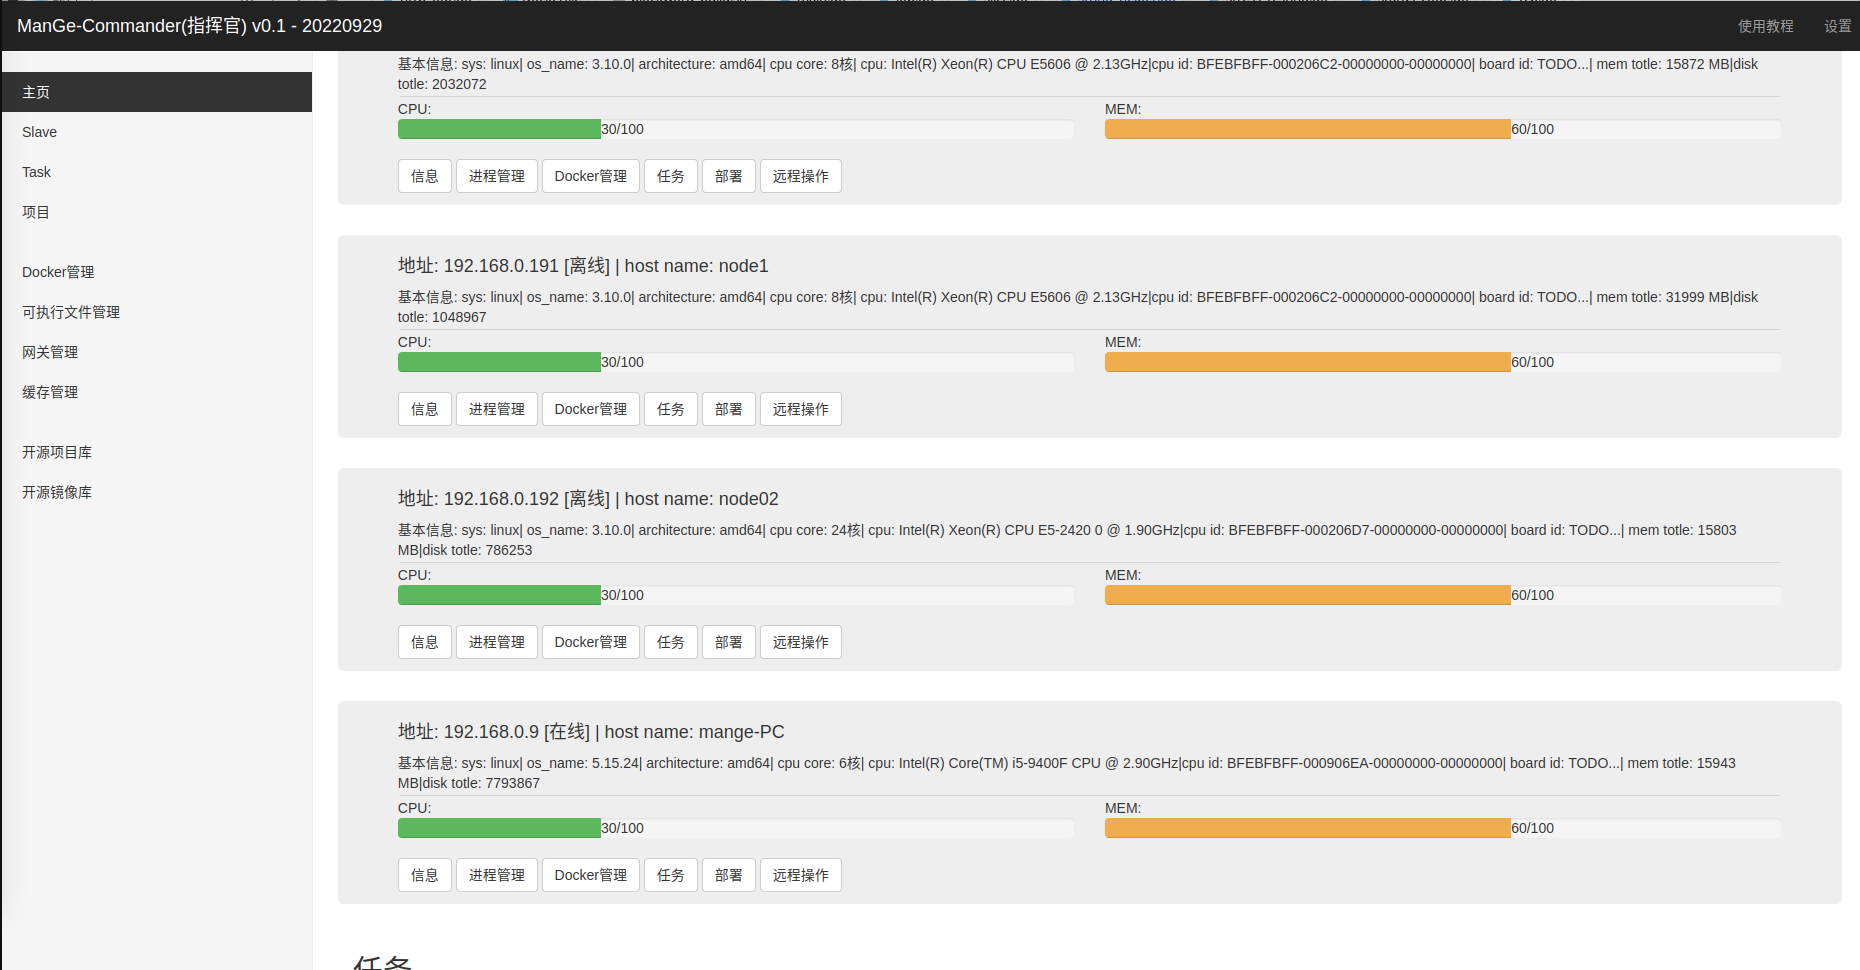 ManGe-Commander(指挥官) v0.1 - 20220929
使用教程
设置
主页
Slave
Task
项目
Docker管理
可执行文件管理
网关管理
缓存管理
开源项目库
开源镜像库
基本信息: sys: linux| os_name: 3.10.0| architecture: amd64| cpu core: 8核| cpu: Intel(R) Xeon(R) CPU E5606 @ 2.13GHz|cpu id: BFEBFBFF-000206C2-00000000-00000000| board id: TODO...| mem totle: 15872 MB|disk
totle: 2032072
CPU:
30/100
MEM:
60/100
信息 进程管理 Docker管理 任务 部署 远程操作
地址: 192.168.0.191 [离线] | host name: node1
基本信息: sys: linux| os_name: 3.10.0| architecture: amd64| cpu core: 8核| cpu: Intel(R) Xeon(R) CPU E5606 @ 2.13GHz|cpu id: BFEBFBFF-000206C2-00000000-00000000| board id: TODO...| mem totle: 31999 MB|disk
totle: 1048967
CPU:
30/100
MEM:
60/100
信息 进程管理 Docker管理 任务 部署 远程操作
地址: 192.168.0.192 [离线] | host name: node02
基本信息: sys: linux| os_name: 3.10.0| architecture: amd64| cpu core: 24核| cpu: Intel(R) Xeon(R) CPU E5-2420 0 @ 1.90GHz|cpu id: BFEBFBFF-000206D7-00000000-00000000| board id: TODO...| mem totle: 15803
MB|disk totle: 786253
CPU:
30/100
MEM:
60/100
信息 进程管理 Docker管理 任务 部署 远程操作
地址: 192.168.0.9 [在线] | host name: mange-PC
基本信息: sys: linux| os_name: 5.15.24| architecture: amd64| cpu core: 6核| cpu: Intel(R) Core(TM) i5-9400F CPU @ 2.90GHz|cpu id: BFEBFBFF-000906EA-00000000-00000000| board id: TODO...| mem totle: 15943
MB|disk totle: 7793867
CPU:
30/100
MEM:
60/100
信息 进程管理 Docker管理 任务 部署 远程操作
任务